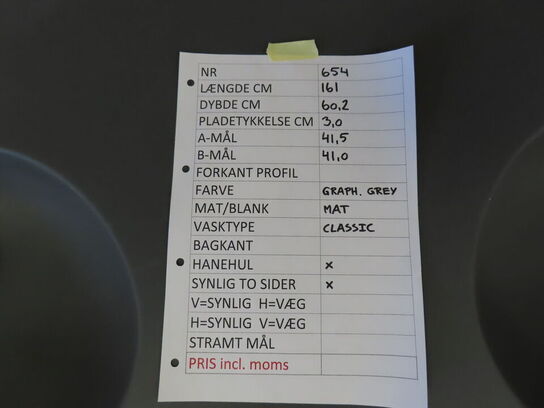 NR 654
LÆNGDE CM 161
DYBDE CM 60,2
PLADETYKKELSE CM 3,0
A-MÅL 41,5
B-MÅL 41,0
FORKANT PROFIL
FARVE GRAPH. GREY
MAT/BLANK MAT
VASKTYPE CLASSIC
BAGKANT
HANEHUL x
SYNLIG TO SIDER x
V=SYNLIG H=VÆG
H=SYNLIG V=VÆG
STRAMT MÅL
PRIS incl. moms